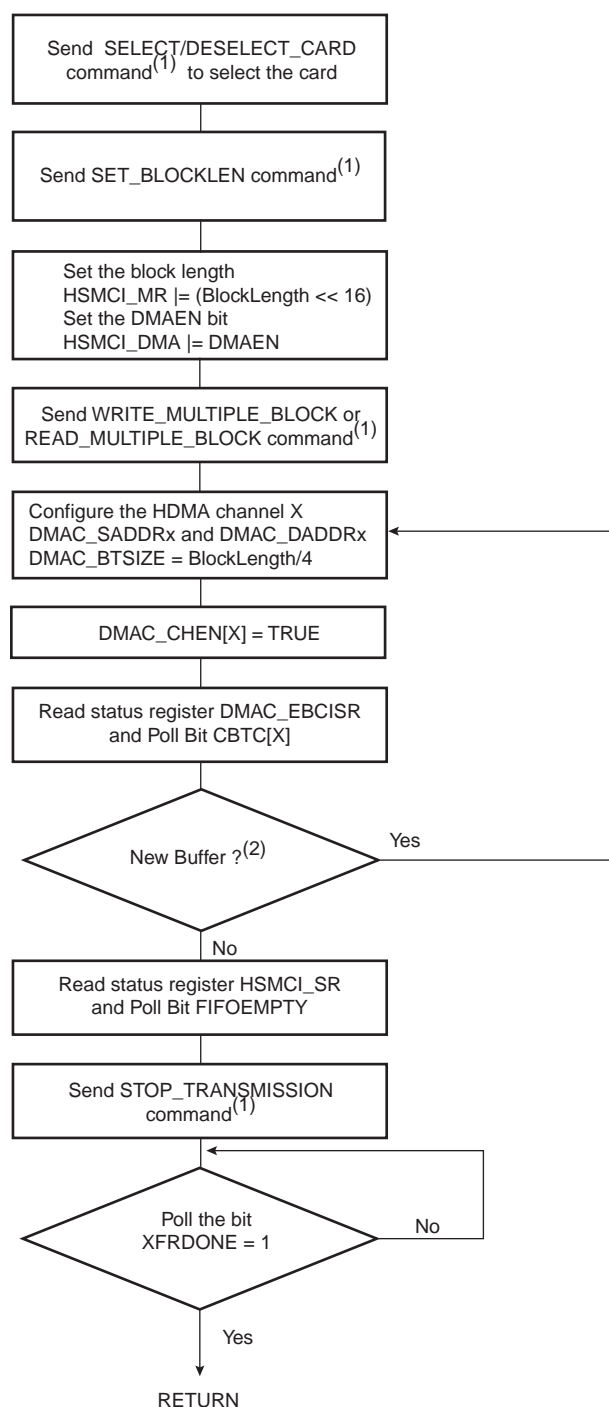 Send SELECT/DESELECT_CARD
command(1) to select the card
Send SET_BLOCKLEN command(1)
Set the block length
HSMCI_MR |= (BlockLength << 16)
Set the DMAEN bit
HSMCI_DMA |= DMAEN
Send WRITE_MULTIPLE_BLOCK or
READ_MULTIPLE_BLOCK command(1)
Configure the HDMA channel X
DMAC_SADDRx and DMAC_DADDRx
DMAC_BTSIZE = BlockLength/4
DMAC_CHEN[X] = TRUE
Read status register DMAC_EBCISR
and Poll Bit CBTC[X]
New Buffer ?(2)
Yes
No
Read status register HSMCI_SR
and Poll Bit FIFOEMPTY
Send STOP_TRANSMISSION
command(1)
Poll the bit
XFRDONE = 1
No
Yes
RETURN